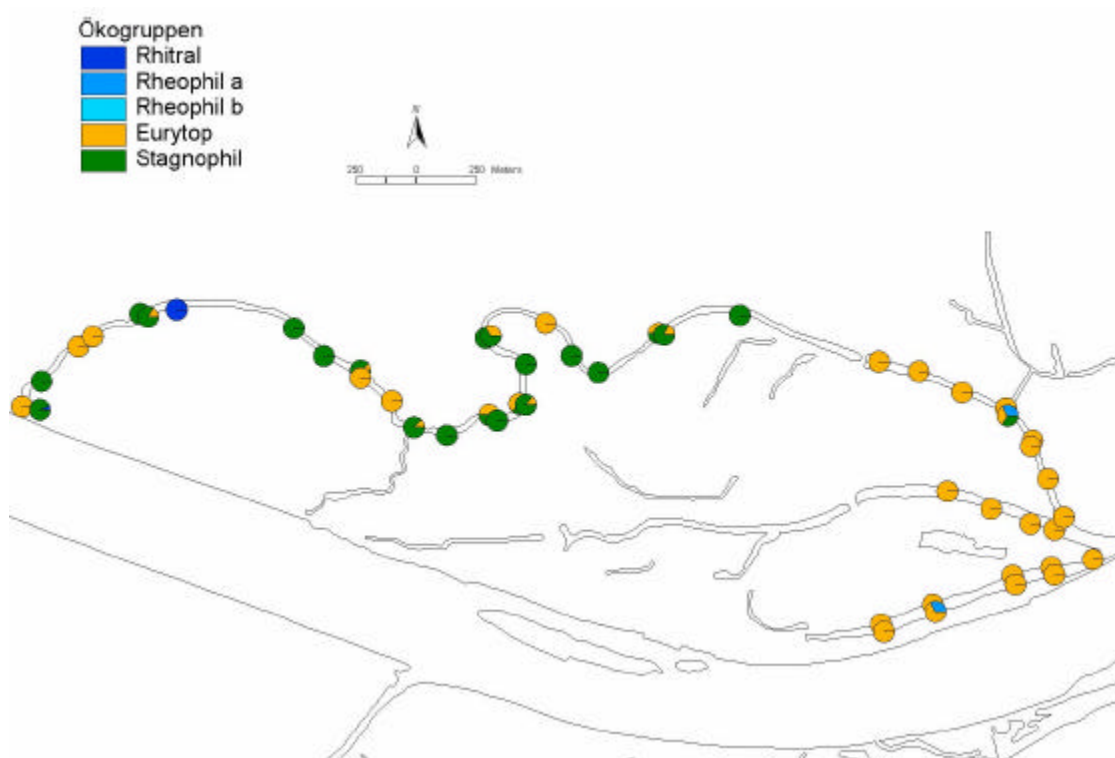 Ökogruppen
Rhitral
Rheophil a
Rheophil b
Eurytop
Stagnophil
N
250 0 250 Meters